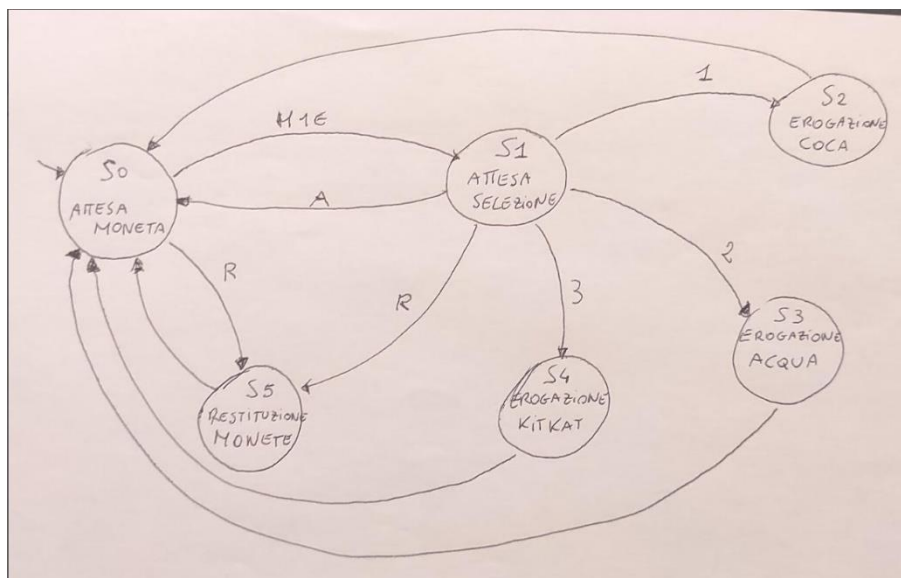 1
S2
EROGAZIONE
COCA
M1€
S0
ATTESA
MONETA
S1
ATTESA
SELEZIONE
A
2
R
R
3
S3
EROGAZIONE
ACQUA
S5
RESTITUZIONE
MONETE
S4
EROGAZIONE
KITKAT